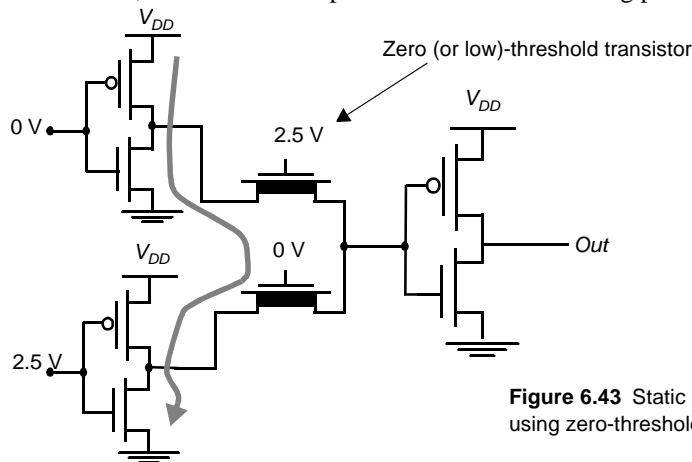 V_DD
Zero (or low)-threshold transistor
V_DD
0 V
2.5 V
0 V
Out
V_DD
2.5 V
Figure 6.43 Static
using zero-threshold